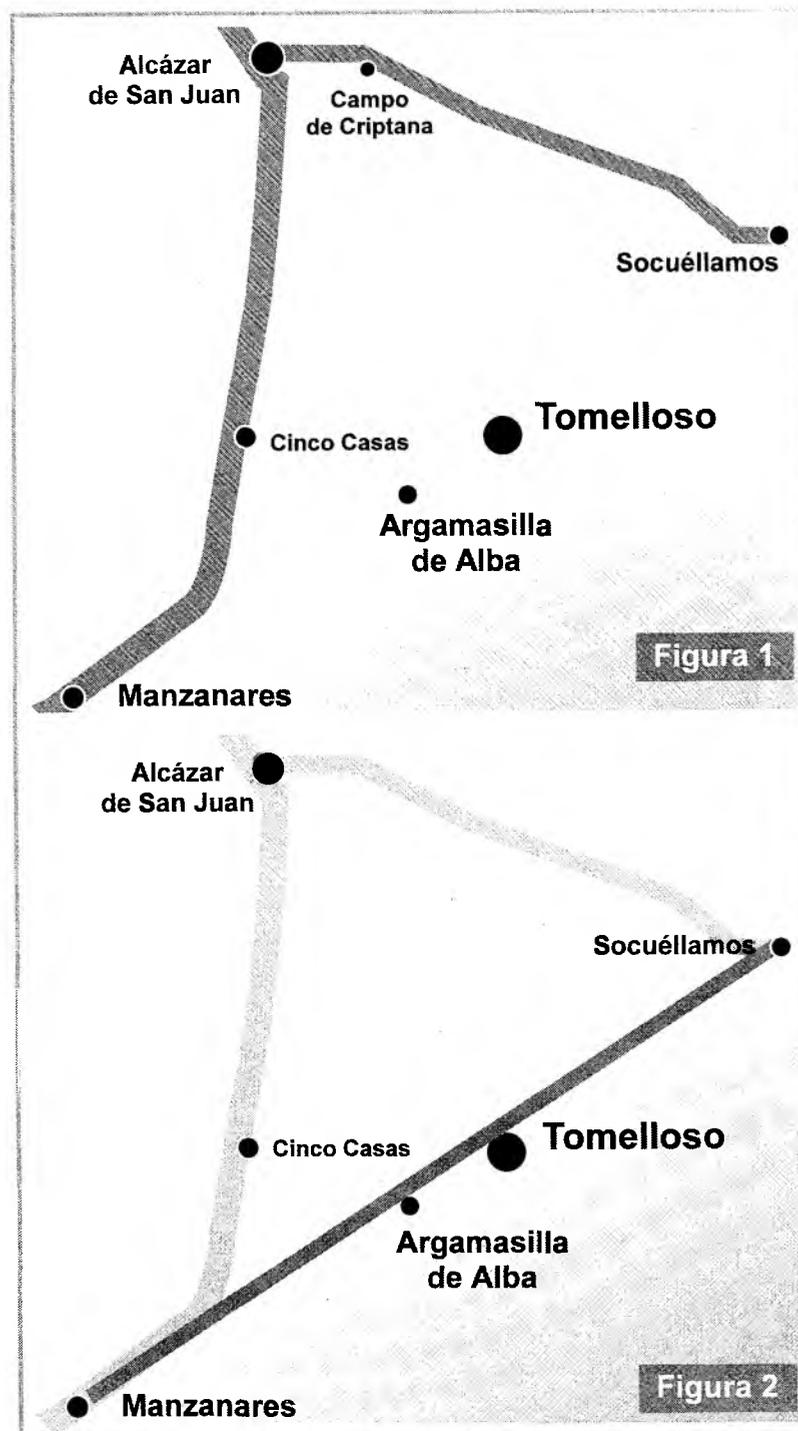 Alcázar
de San Juan
Campo
de Criptana
Socuéllamos
Tomelloso
Cinco Casas
Argamasilla
de Alba
Figura 1
Manzanares
Alcázar
de San Juan
Socuéllamos
Tomelloso
Cinco Casas
Argamasilla
de Alba
Figura 2
Manzanares